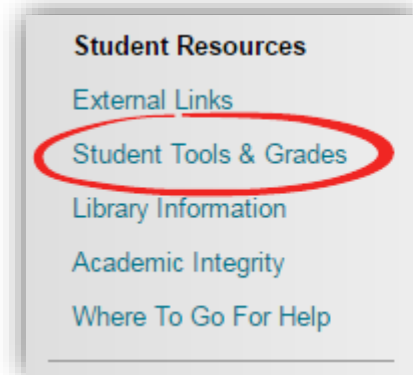 Student Resources
External Links
Student Tools & Grades
Library Information
Academic Integrity
Where To Go For Help